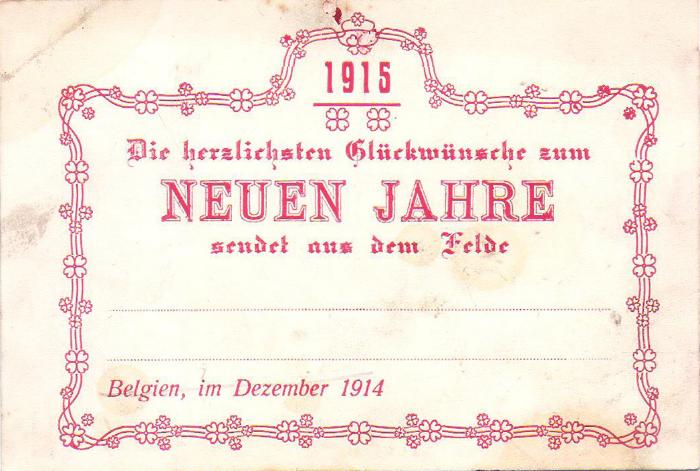 1915
Die herzlichsten Glückwünsche zum
NEUEN JAHRE
sendet aus dem Felde
Belgien, im Dezember 1914